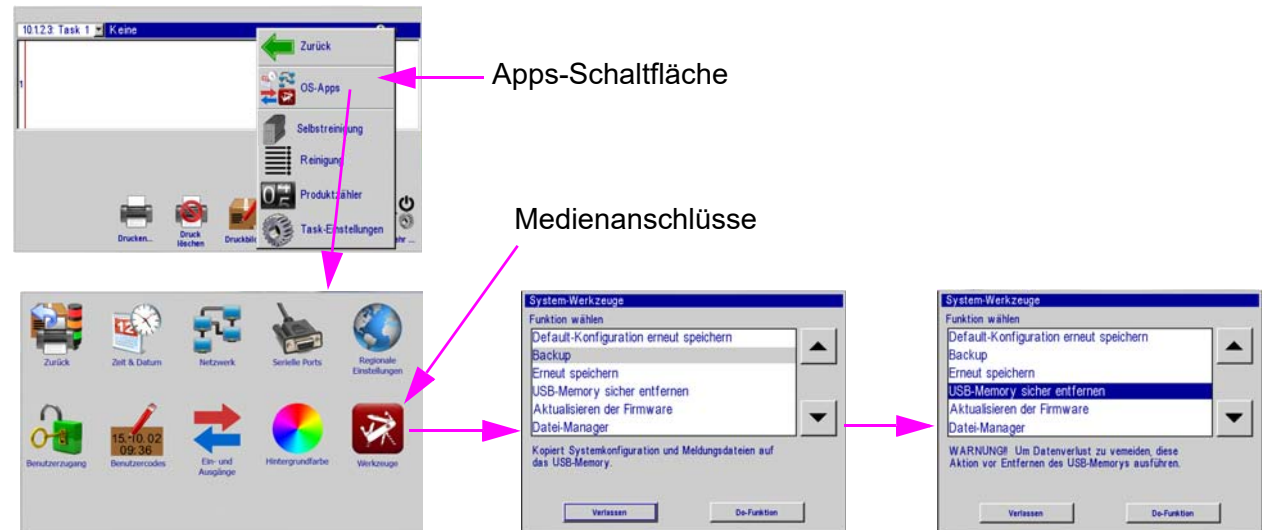 10.1.2.3: Task 1 Keine
Zurück
OS-Apps
1
Selbstreinigung
Reinigung
Produktzähler
Task-Einstellungen
Drucken...
Druck
löschen
Apps-Schaltfläche
Medienanschlüsse
Zurück
Zeit & Datum
Netzwerk
Serielle Ports
Regionale
Einstellungen
15.-10. 02
09:36
Benutzerzugang
Benutzercodes
Ein- und
Ausgänge
Hintergrundfarbe
Werkzeuge
System-Werkzeuge
Funktion wählen
Default-Konfiguration erneut speichern
Backup
Erneut speichern
USB-Memory sicher entfernen
Aktualisieren der Firmware
Datei-Manager
Kopiert Systemkonfiguration und Meldungsdateien auf
das USB-Memory.
Verlassen
Do-Funktion
System-Werkzeuge
Funktion wählen
Default-Konfiguration erneut speichern
Backup
Erneut speichern
USB-Memory sicher entfernen
Aktualisieren der Firmware
Datei-Manager
WARNUNG!! Um Datenverlust zu vemeiden, diese
Aktion vor Entfernen des USB-Memorys ausführen.
Verlassen
Do-Funktion